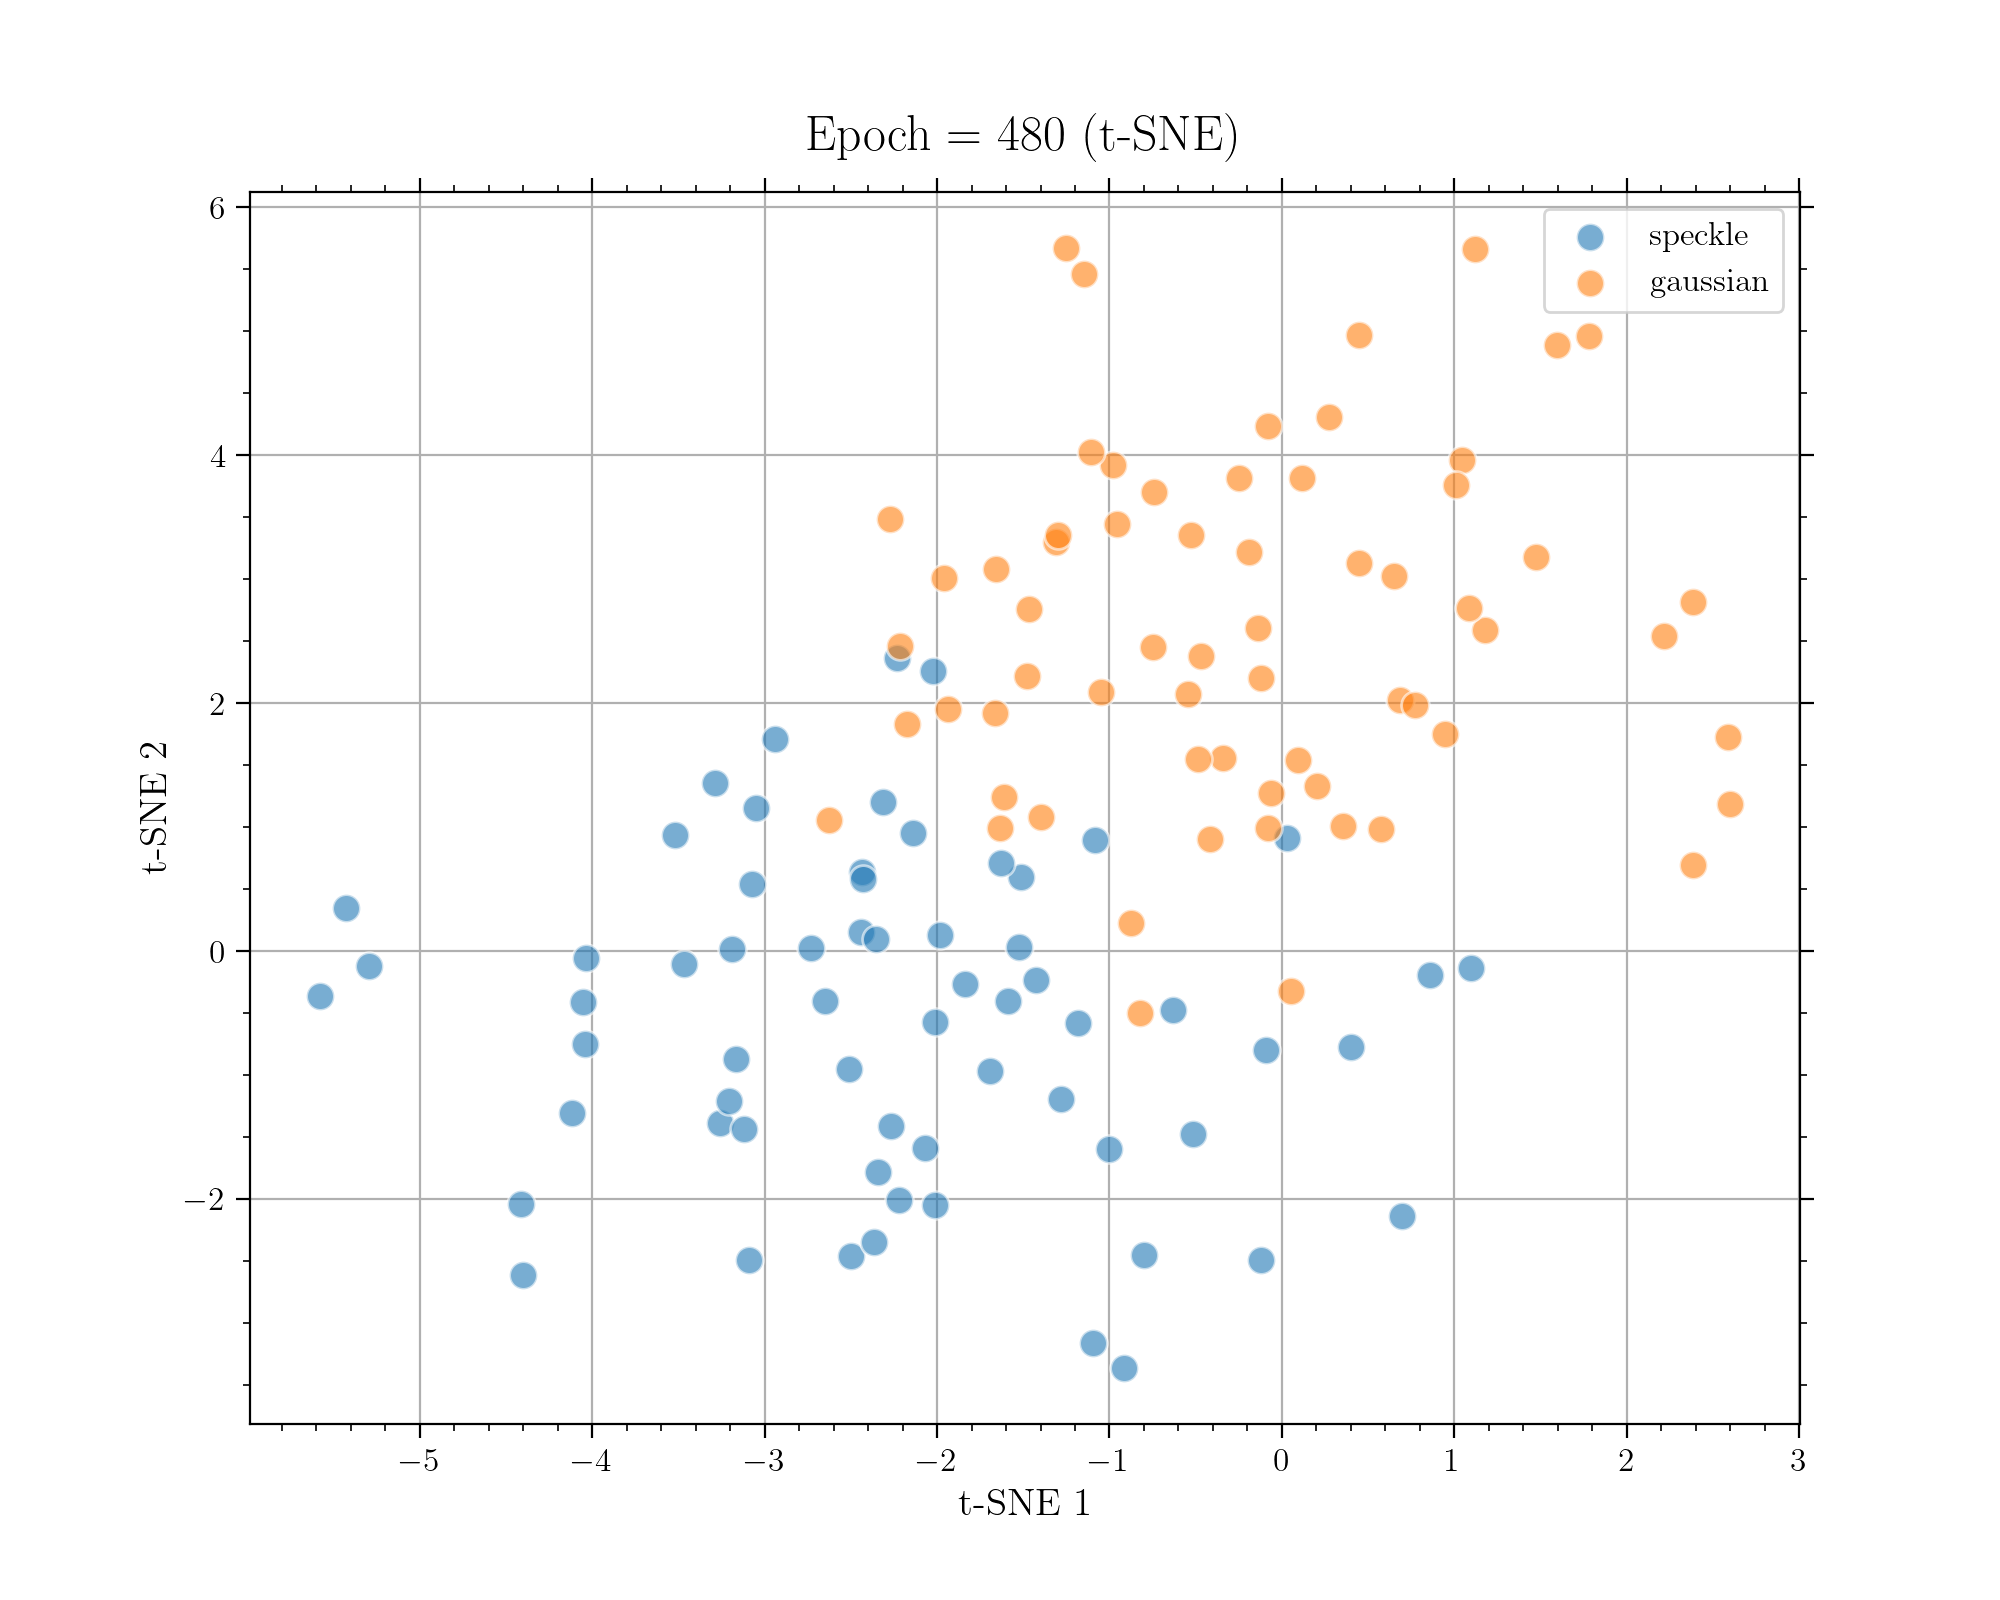 Epoch = 480 (t-SNE)
speckle
gaussian
6
4
2
0
−2
t-SNE 2
−5 −4 −3 −2 −1 0 1 2 3
t-SNE 1